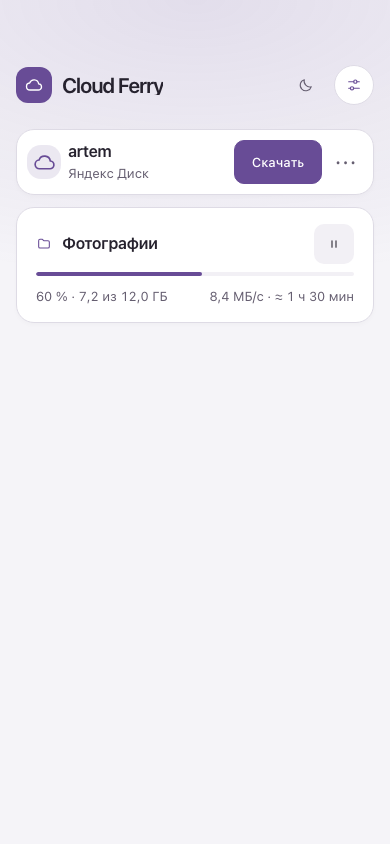 Cloud Ferry
artem
Яндекс Диск
Скачать
Фотографии
60 % · 7,2 из 12,0 ГБ
8,4 МБ/с · ≈ 1 ч 30 мин